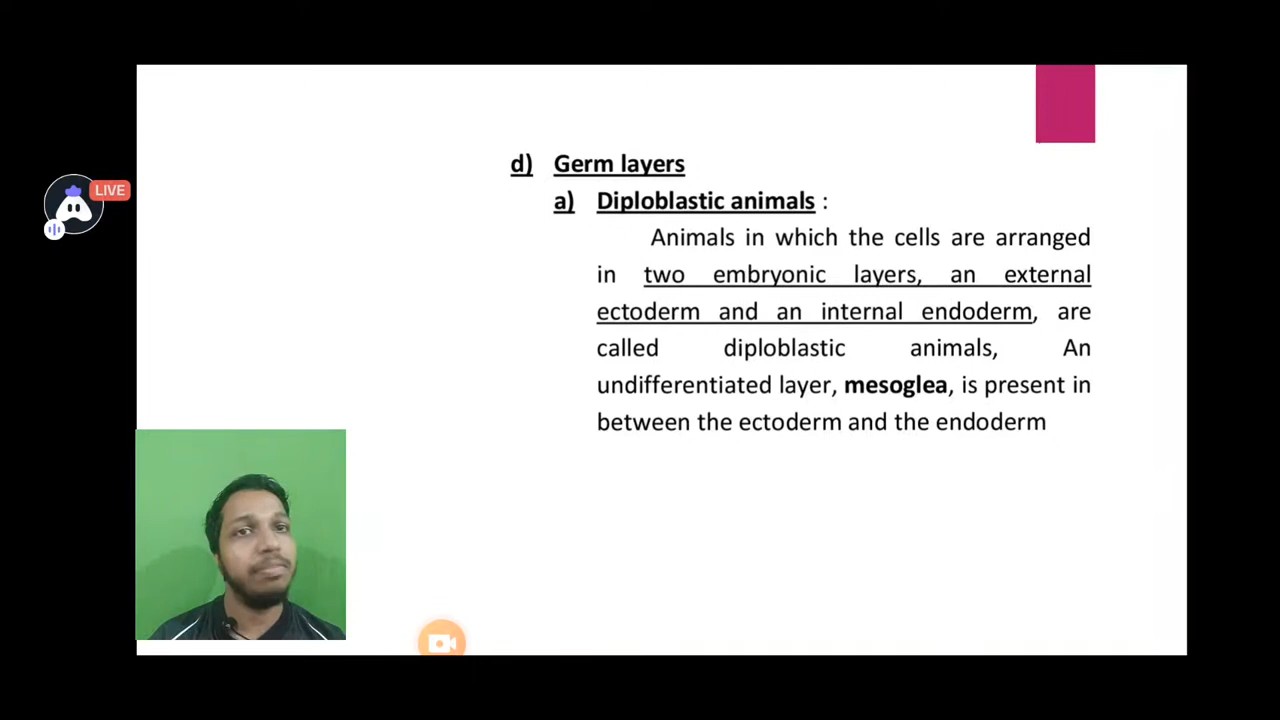 LIVE
d) Germ layers
a) Diploblastic animals :
Animals in which the cells are arranged
in two embryonic layers, an external
ectoderm and an internal endoderm, are
called diploblastic animals, An
undifferentiated layer, mesoglea, is present in
between the ectoderm and the endoderm